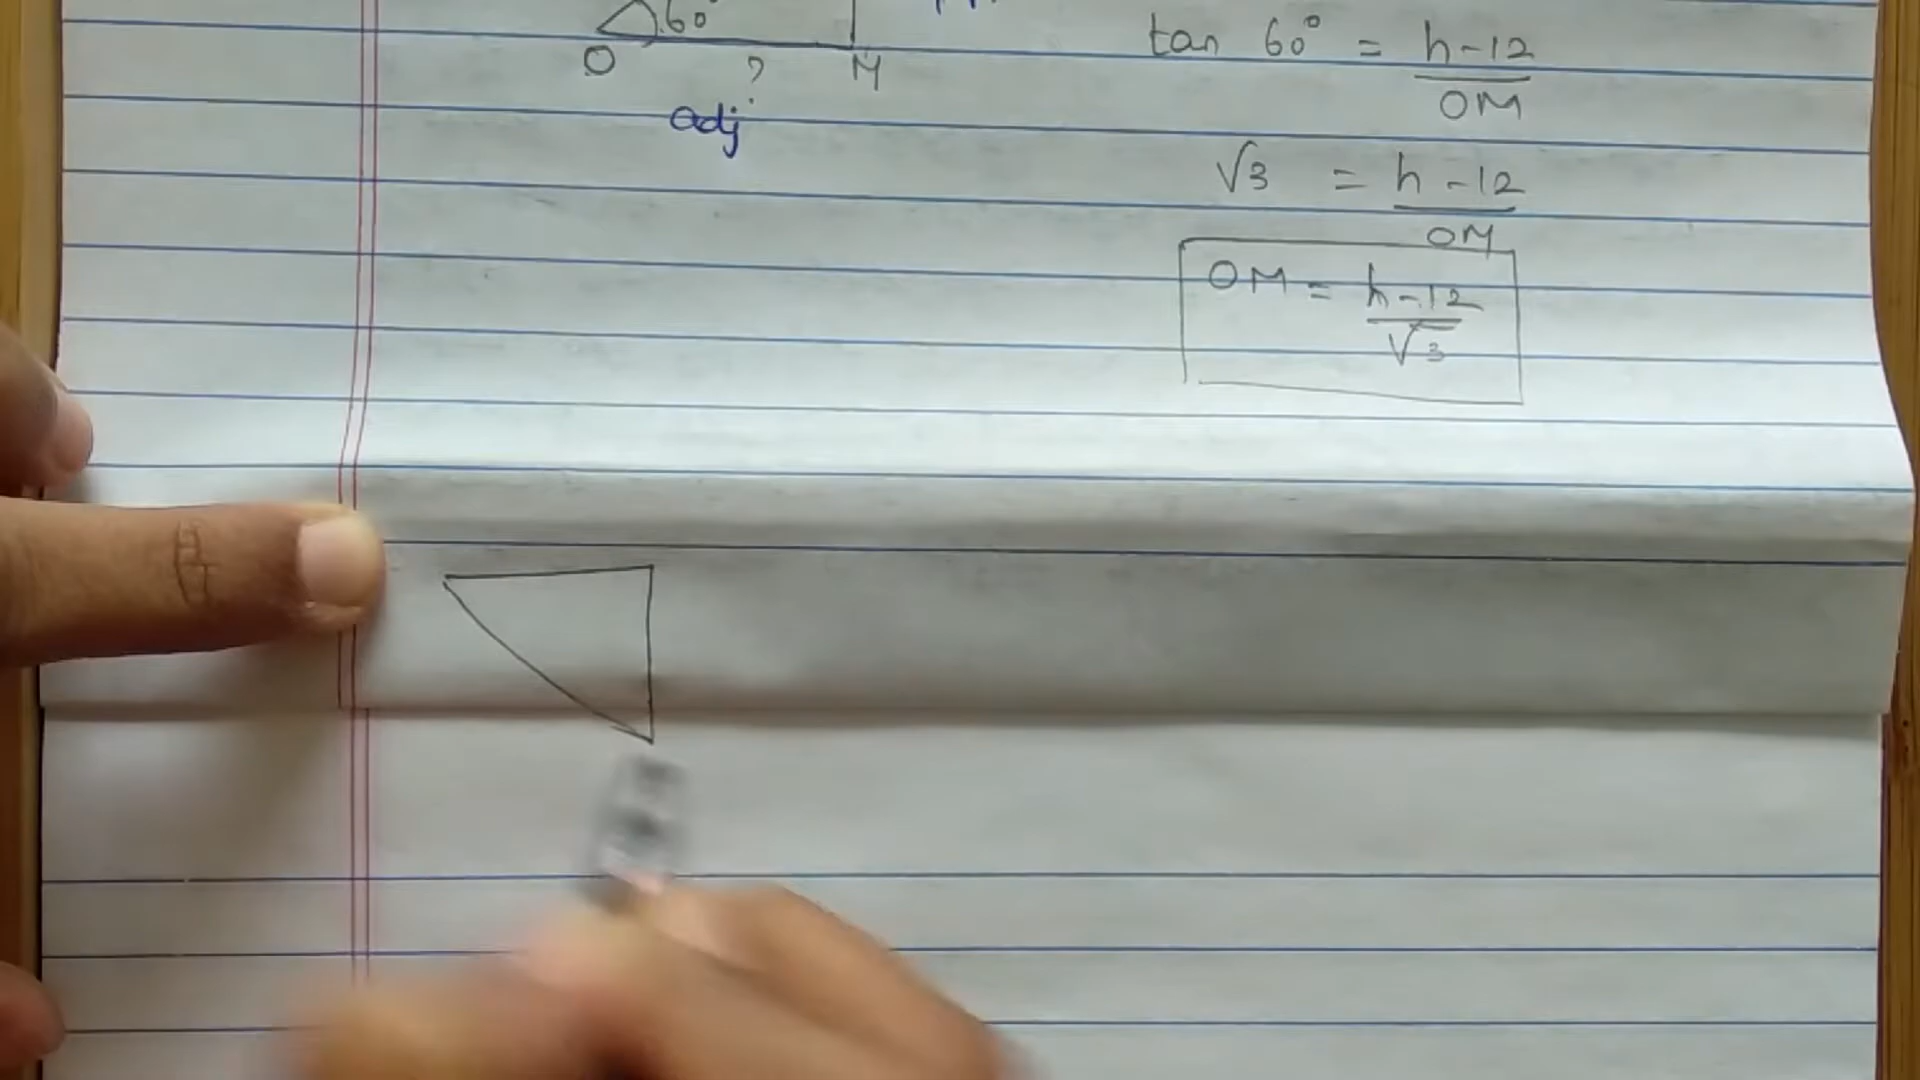 60°
O ? M
adj
tan 60° = h-12 / OM
√3 = h-12 / OM
OM = h-12 / √3